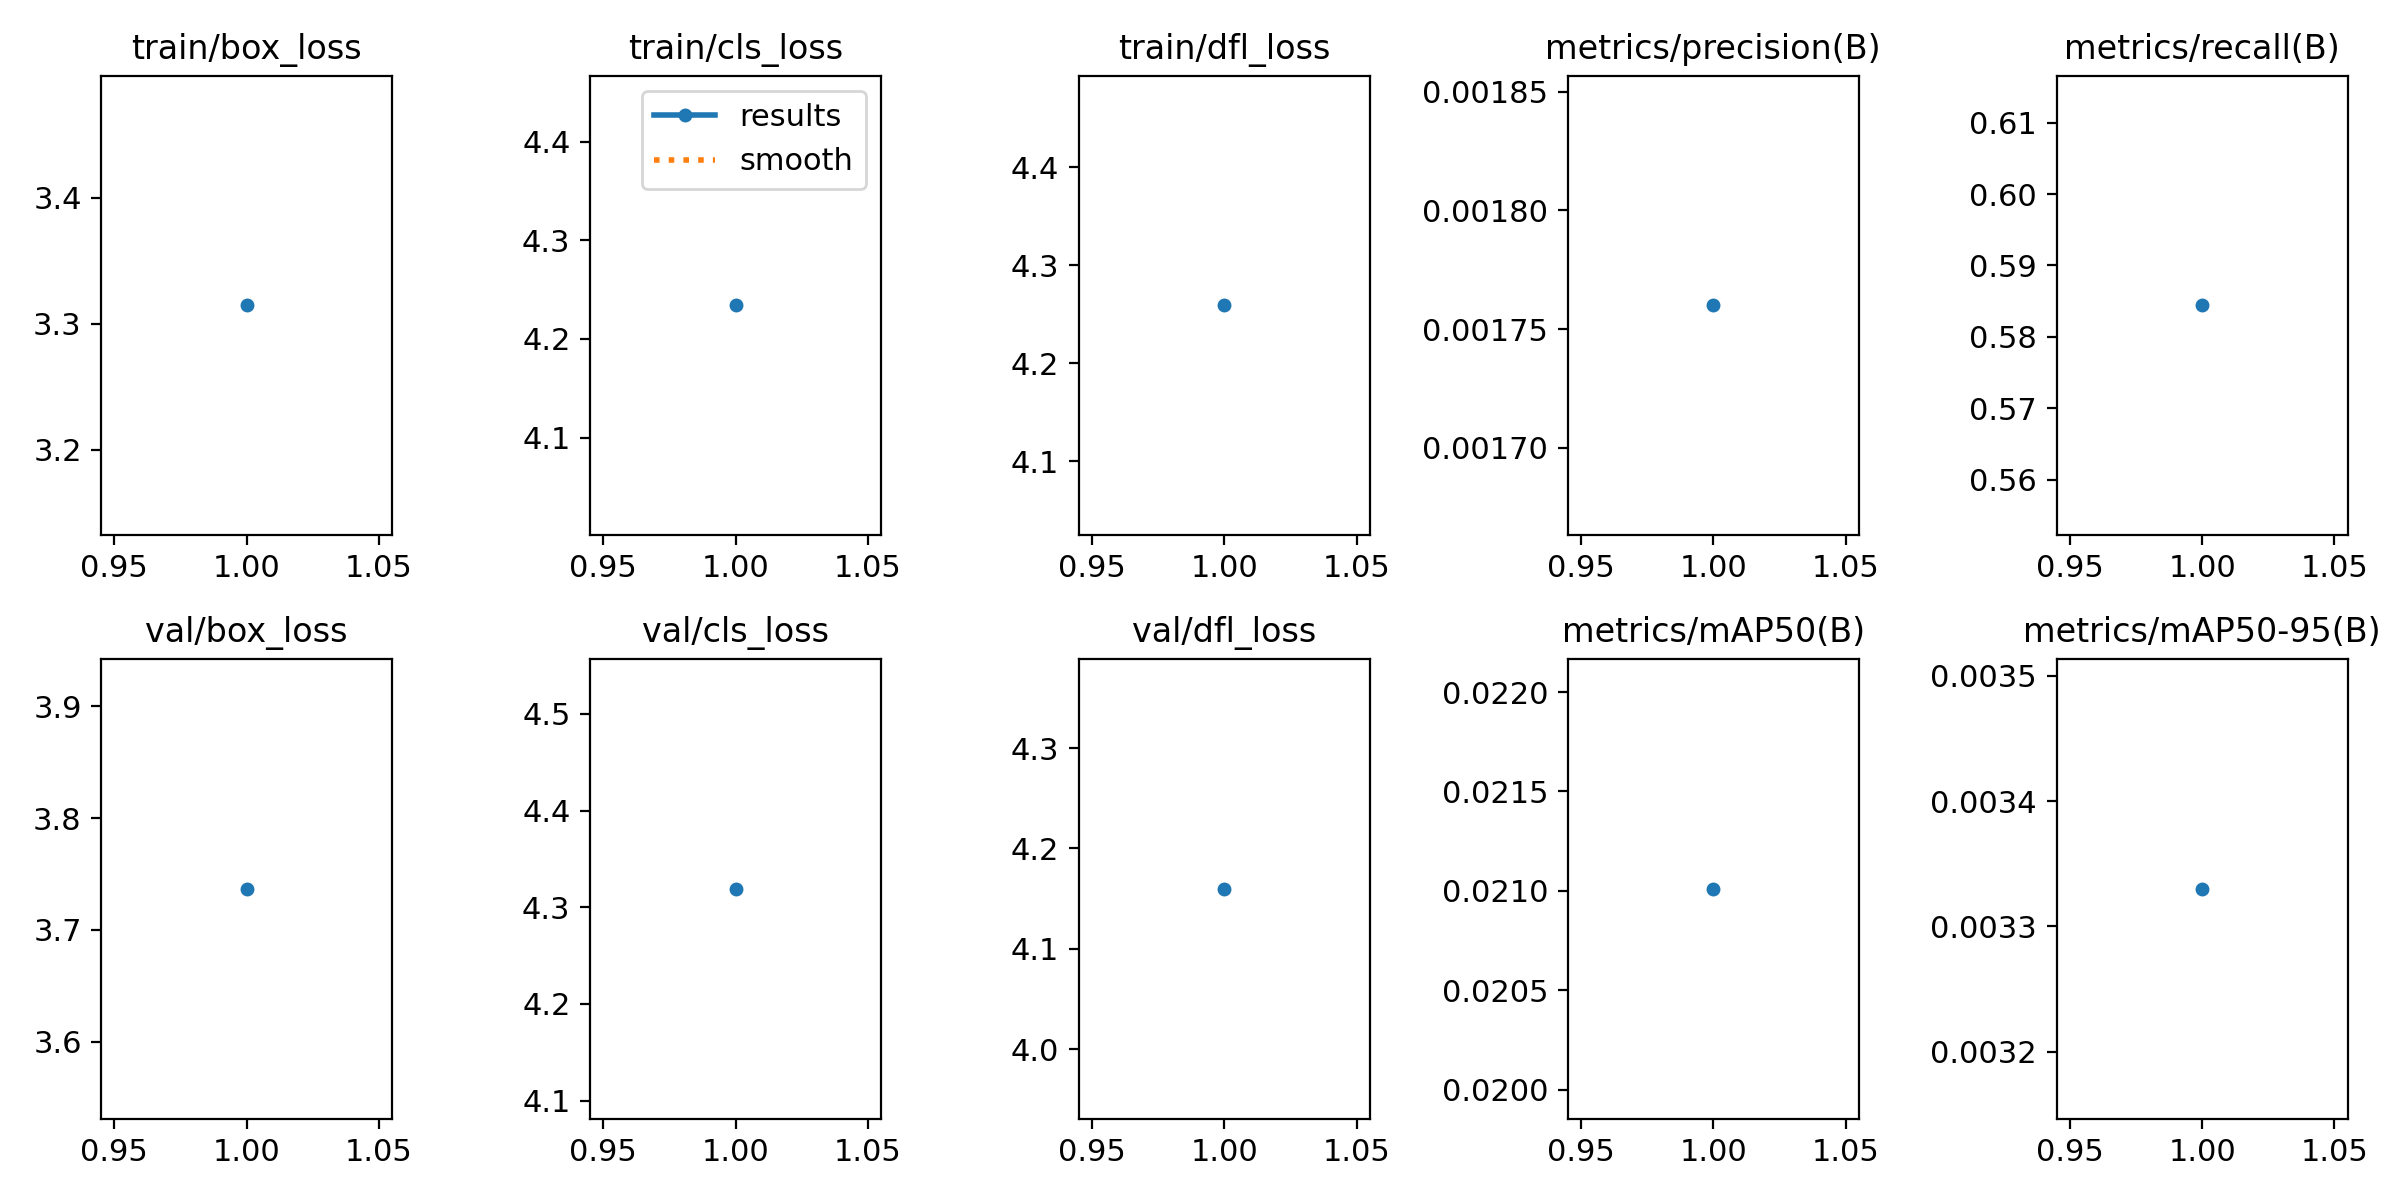 train/box_loss
3.4
3.3
3.2
0.95 1.00 1.05
train/cls_loss
results
smooth
4.4
4.3
4.2
4.1
0.95 1.00 1.05
train/dfl_loss
4.4
4.3
4.2
4.1
0.95 1.00 1.05
metrics/precision(B)
0.00185
0.00180
0.00175
0.00170
0.95 1.00 1.05
metrics/recall(B)
0.61
0.60
0.59
0.58
0.57
0.56
0.95 1.00 1.05
val/box_loss
3.9
3.8
3.7
3.6
0.95 1.00 1.05
val/cls_loss
4.5
4.4
4.3
4.2
4.1
0.95 1.00 1.05
val/dfl_loss
4.3
4.2
4.1
4.0
0.95 1.00 1.05
metrics/mAP50(B)
0.0220
0.0215
0.0210
0.0205
0.0200
0.95 1.00 1.05
metrics/mAP50-95(B)
0.0035
0.0034
0.0033
0.0032
0.95 1.00 1.05